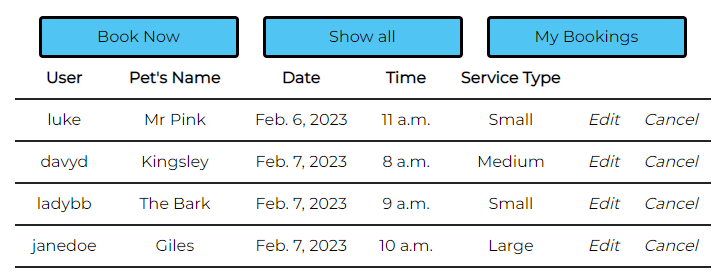 Book Now Show all My Bookings
User Pet's Name Date Time Service Type
luke Mr Pink Feb. 6, 2023 11 a.m. Small Edit Cancel
davyd Kingsley Feb. 7, 2023 8 a.m. Medium Edit Cancel
ladybb The Bark Feb. 7, 2023 9 a.m. Small Edit Cancel
janedoe Giles Feb. 7, 2023 10 a.m. Large Edit Cancel